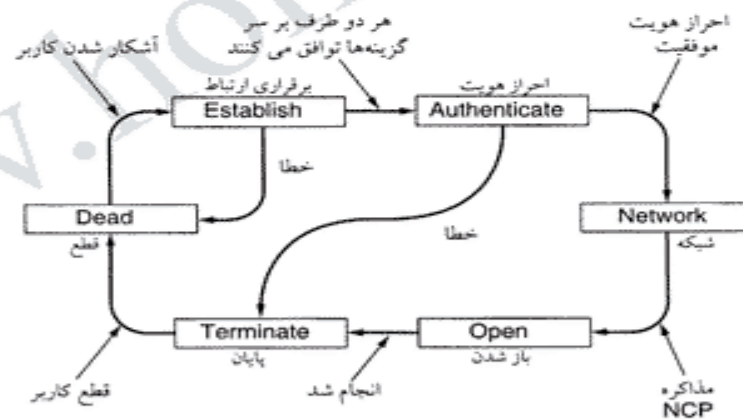 آشکار شدن کاربر
هر دو طرف بر سر
گزینه‌ها توافق می کنند
احراز هویت
موفقیت
برقراری ارتباط
Establish
احراز هویت
Authenticate
خطا
Dead
قطع
خطا
Network
شبکه
Terminate
پایان
Open
باز شدن
قطع کاربر
انجام شد
مذاکره
NCP